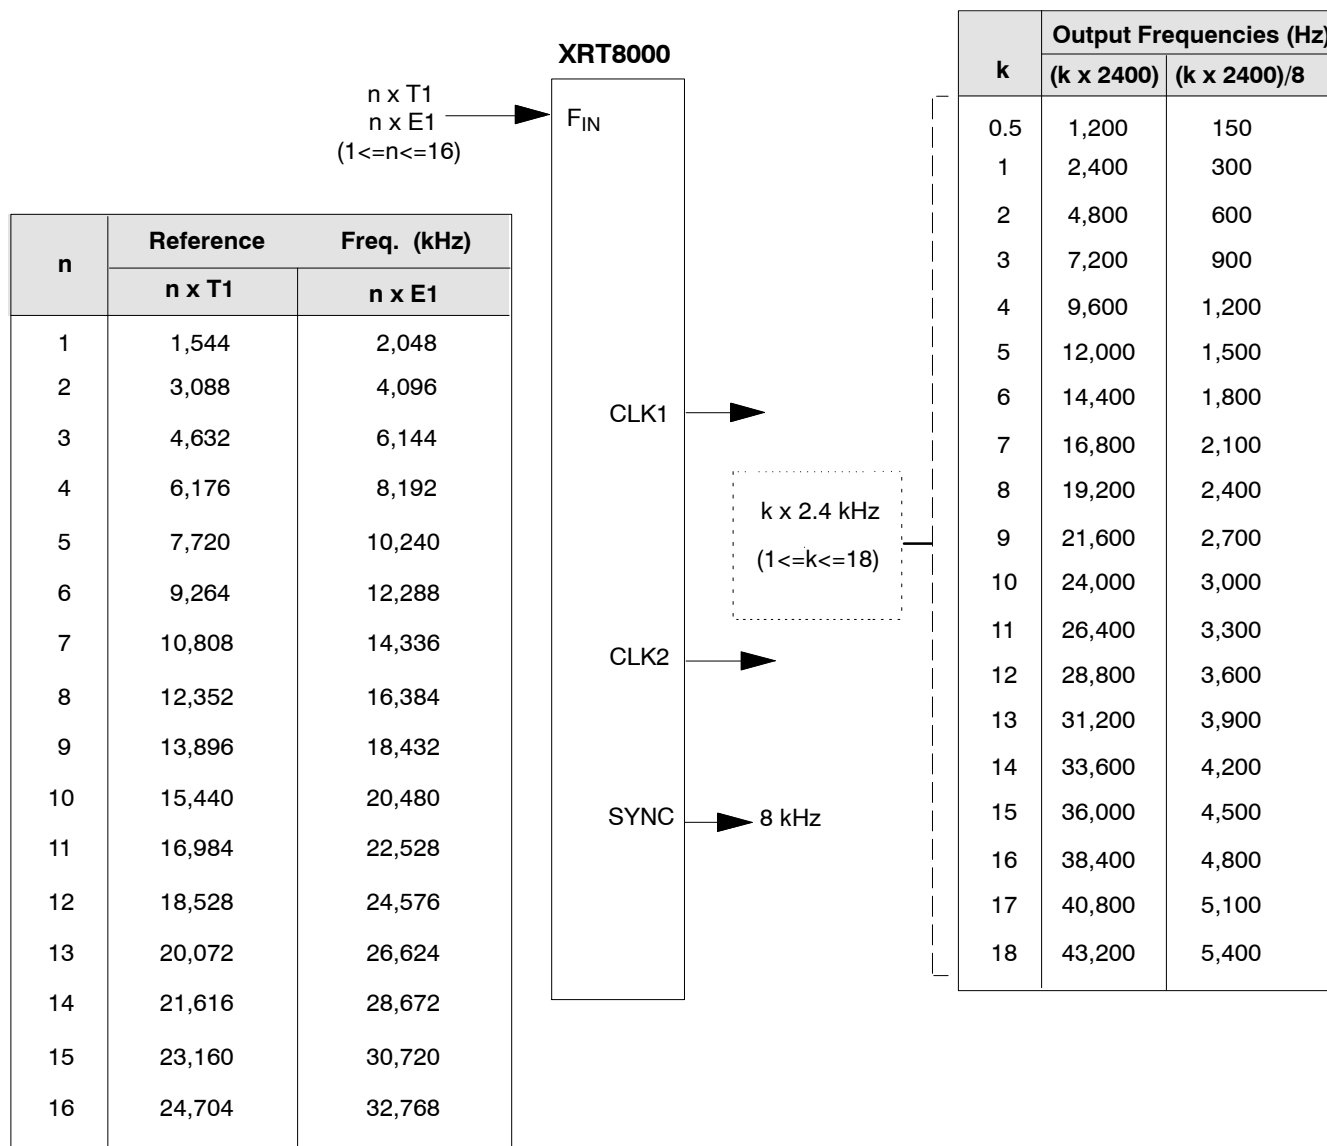 XRT8000
n x T1
n x E1
(1<=n<=16)
FIN
CLK1
CLK2
SYNC
8 kHz
k x 2.4 kHz
(1<=k<=18)
n Reference Freq. (kHz)
n x T1 n x E1
1 1,544 2,048
2 3,088 4,096
3 4,632 6,144
4 6,176 8,192
5 7,720 10,240
6 9,264 12,288
7 10,808 14,336
8 12,352 16,384
9 13,896 18,432
10 15,440 20,480
11 16,984 22,528
12 18,528 24,576
13 20,072 26,624
14 21,616 28,672
15 23,160 30,720
16 24,704 32,768
k Output Frequencies (Hz)
(k x 2400) (k x 2400)/8
0.5 1,200 150
1 2,400 300
2 4,800 600
3 7,200 900
4 9,600 1,200
5 12,000 1,500
6 14,400 1,800
7 16,800 2,100
8 19,200 2,400
9 21,600 2,700
10 24,000 3,000
11 26,400 3,300
12 28,800 3,600
13 31,200 3,900
14 33,600 4,200
15 36,000 4,500
16 38,400 4,800
17 40,800 5,100
18 43,200 5,400